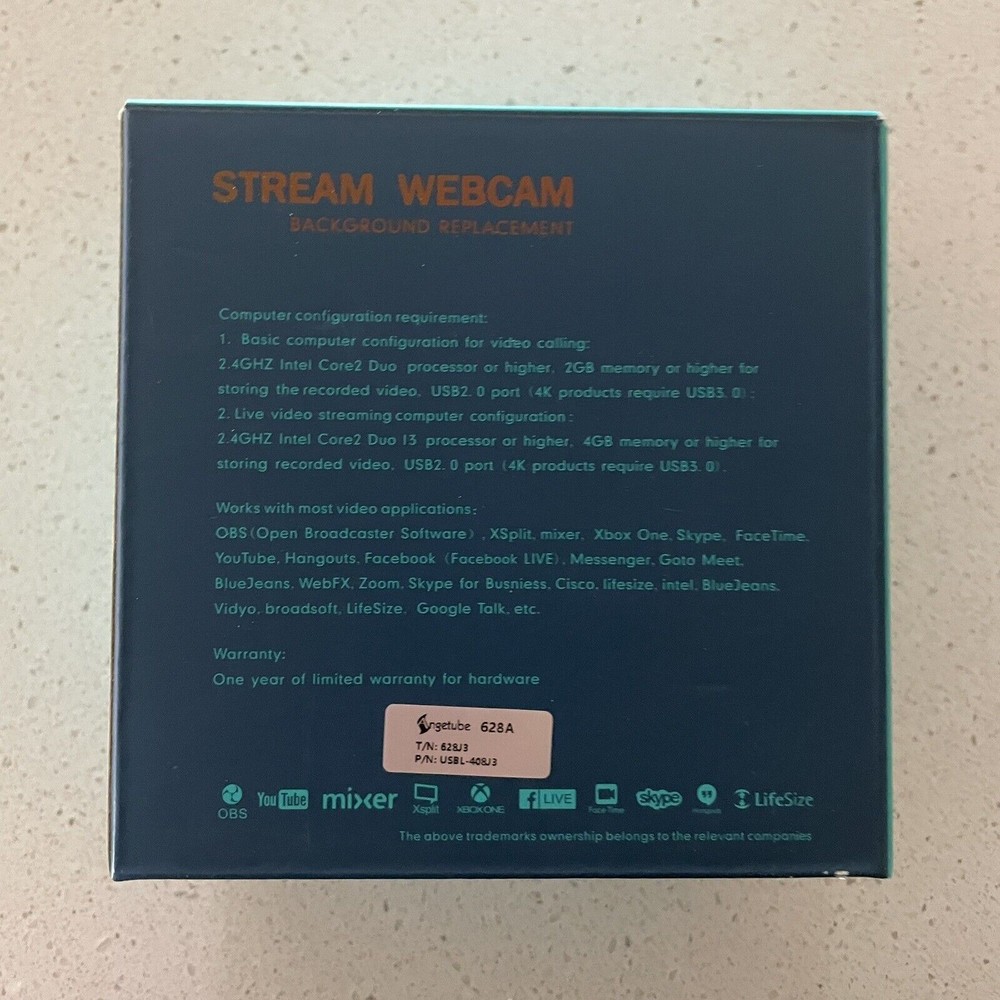 STREAM WEBCAM
BACKGROUND REPLACEMENT
Computer configuration requirement:
1. Basic computer configuration for video calling:
2.4GHZ Intel Core2 Duo processor or higher, 2GB memory or higher for
storing the recorded video, USB2.0 port (4K products require USB3.0);
2. Live video streaming computer configuration:
2.4GHZ Intel Core2 Duo I3 processor or higher, 4GB memory or higher for
storing recorded video, USB2.0 port (4K products require USB3.0).
Works with most video applications:
OBS(Open Broadcaster Software), XSplit, mixer, Xbox One, Skype, FaceTime,
YouTube, Hangouts, Facebook (Facebook LIVE), Messenger, Goto Meet,
BlueJeans, WebFX, Zoom, Skype for Busniess, Cisco, lifesize, intel, BlueJeans,
Vidyo, broadsoft, LifeSize, Google Talk, etc.
Warranty:
One year of limited warranty for hardware
Angetube 628A
T/N: 628J3
P/N: USBL-408J3
OBS YouTube mixer Xsplit XBOX ONE f LIVE Face Time skype Hangouts LifeSize
The above trademarks ownership belongs to the relevant companies